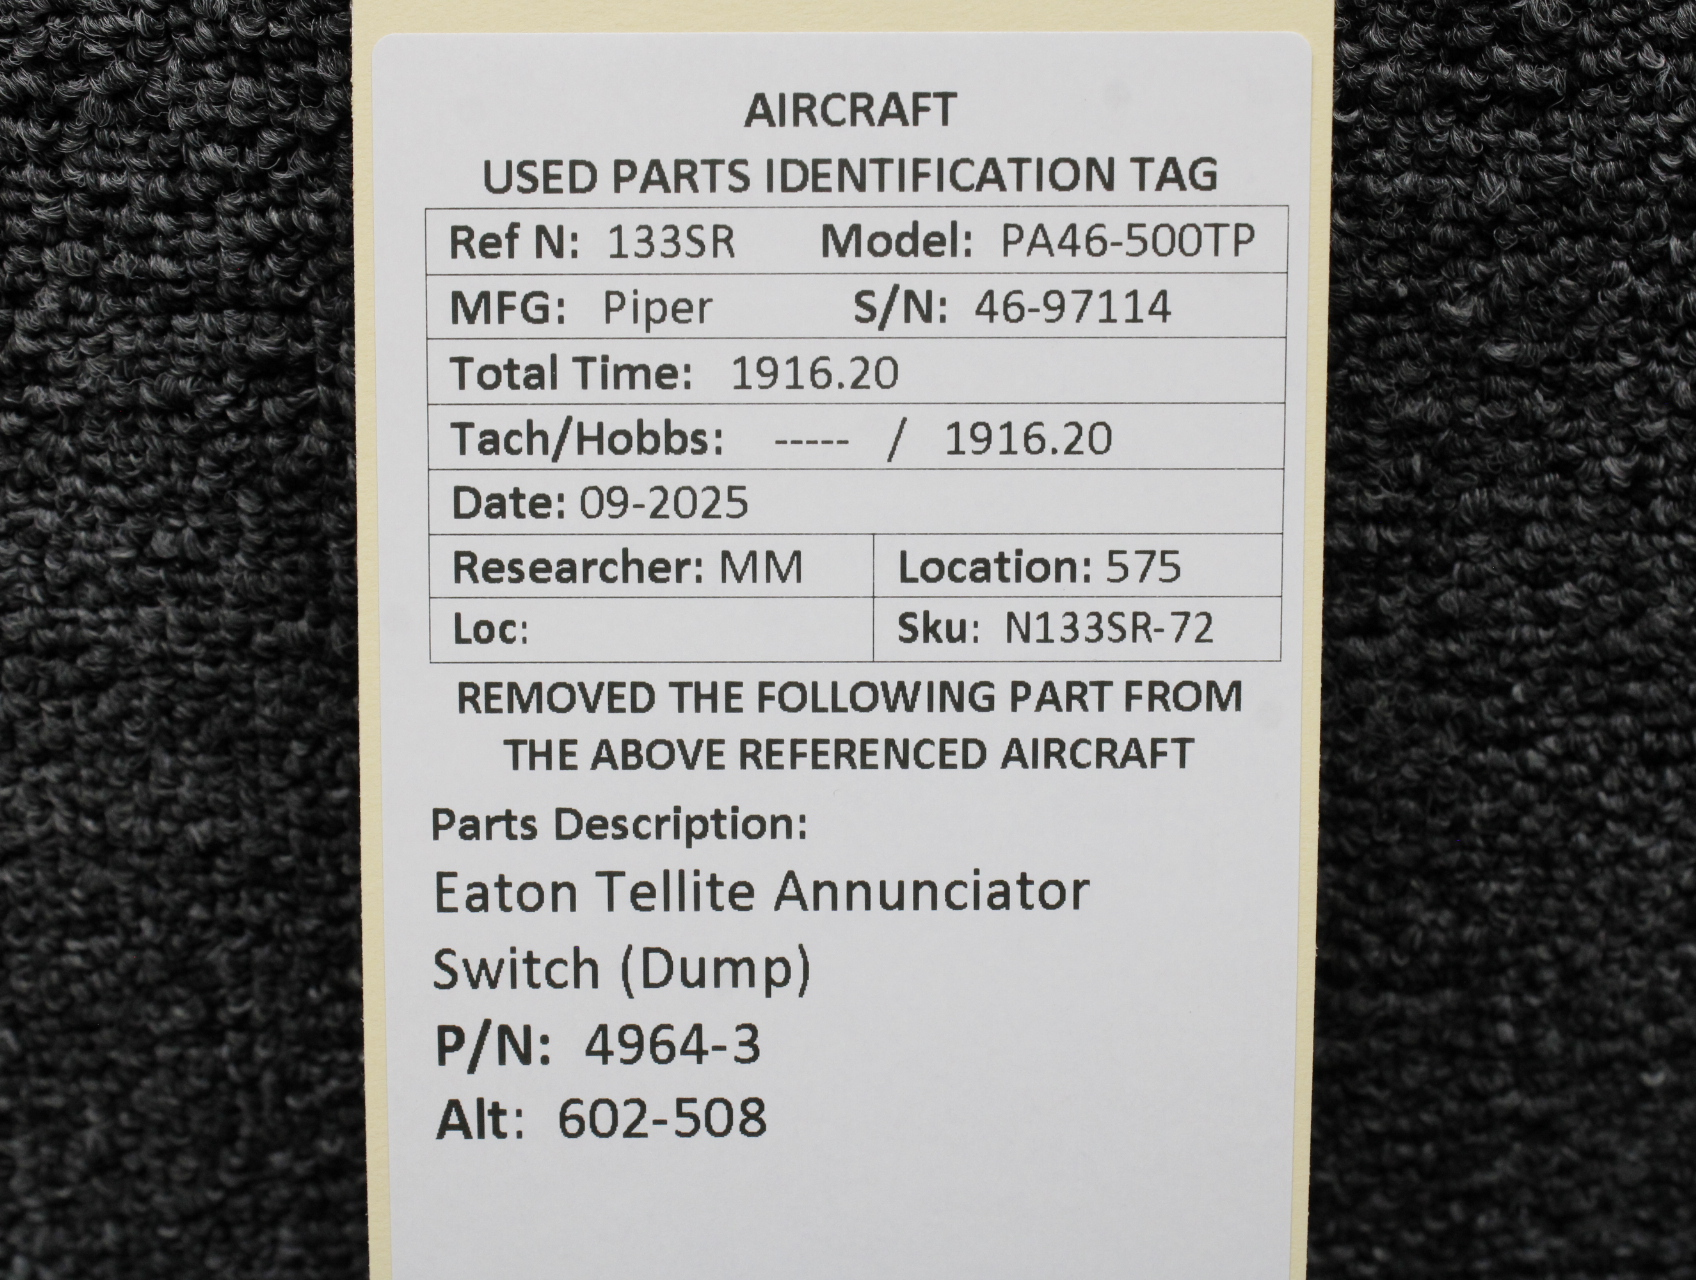 AIRCRAFT
USED PARTS IDENTIFICATION TAG
Ref N: 133SR Model: PA46-500TP
MFG: Piper S/N: 46-97114
Total Time: 1916.20
Tach/Hobbs: ----- / 1916.20
Date: 09-2025
Researcher: MM Location: 575
Loc: Sku: N133SR-72
REMOVED THE FOLLOWING PART FROM
THE ABOVE REFERENCED AIRCRAFT
Parts Description:
Eaton Tellite Annunciator
Switch (Dump)
P/N: 4964-3
Alt: 602-508